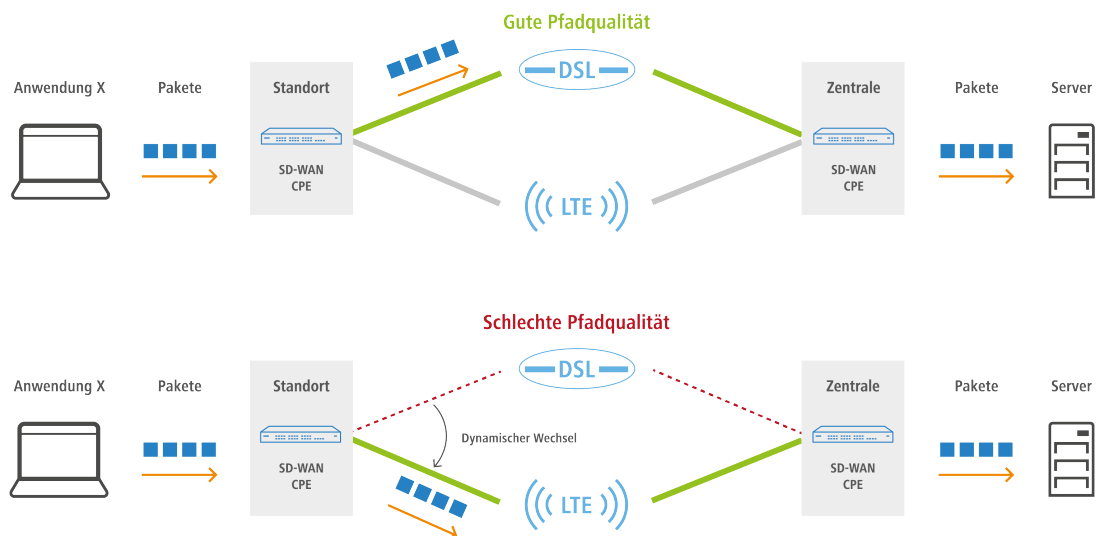 Gute Pfadqualität
DSL
Anwendung X
Pakete
Standort
Zentrale
Pakete
Server
SD-WAN
CPE
SD-WAN
CPE
LTE
Schlechte Pfadqualität
DSL
Anwendung X
Pakete
Standort
Zentrale
Pakete
Server
Dynamischer Wechsel
SD-WAN
CPE
SD-WAN
CPE
LTE